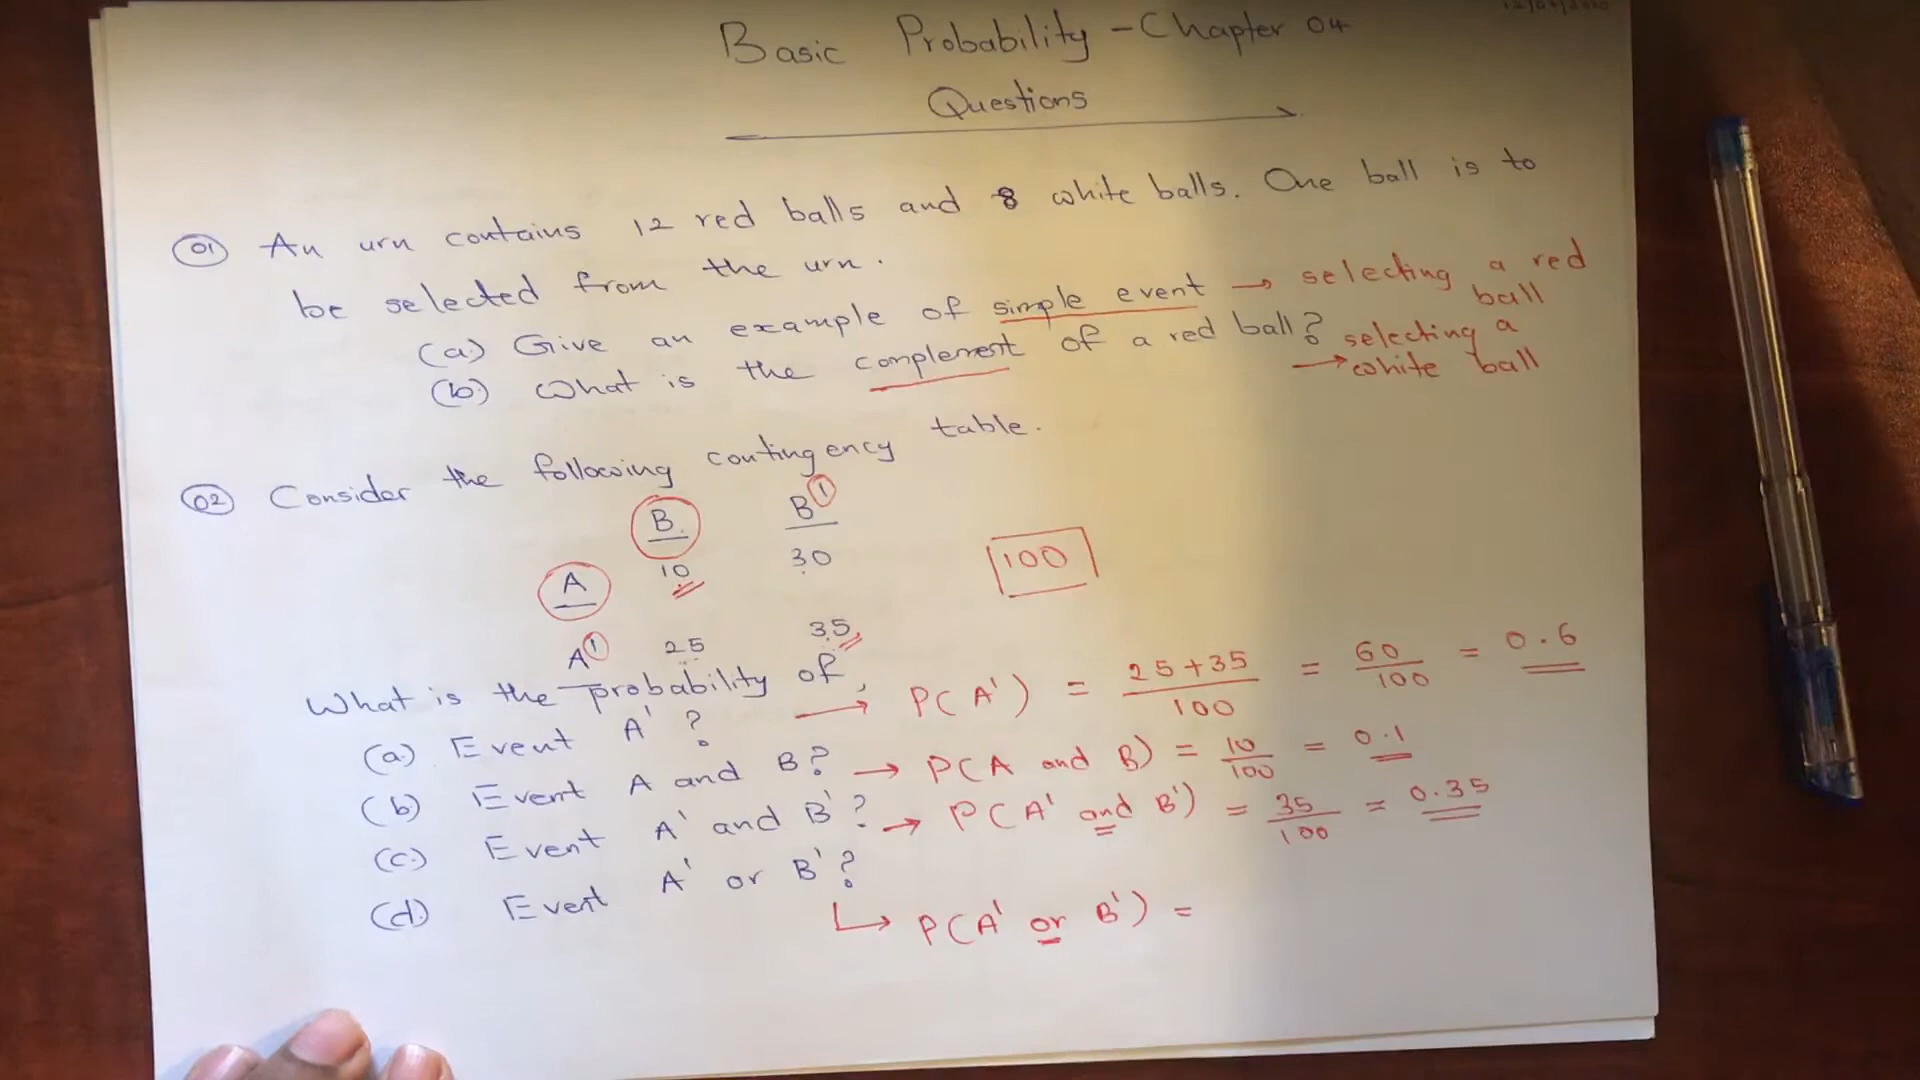 Basic Probability - Chapter 04
Questions
01 An urn contains 12 red balls and 8 white balls. One ball is to
be selected from the urn.
(a) Give an example of simple event → selecting a red ball
(b) What is the complement of a red ball? → selecting a white ball
02 Consider the following contingency table.
B B'
A 10 30
100
A' 25 35
What is the probability of,
(a) Event A' ? → P(A') = 25+35/100 = 60/100 = 0.6
(b) Event A and B? → P(A and B) = 10/100 = 0.1
(c) Event A' and B'? → P(A' and B') = 35/100 = 0.35
(d) Event A' or B'?
↳ P(A' or B') =